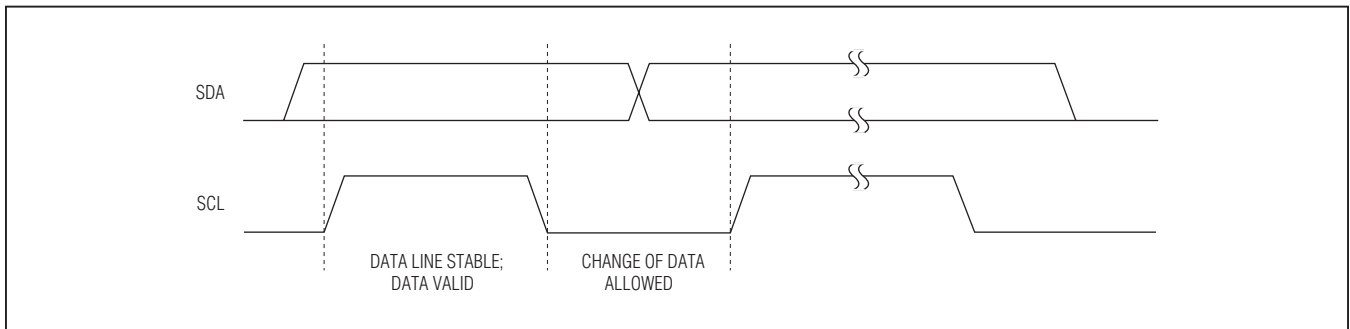 SDA
SCL
DATA LINE STABLE;
DATA VALID
CHANGE OF DATA
ALLOWED